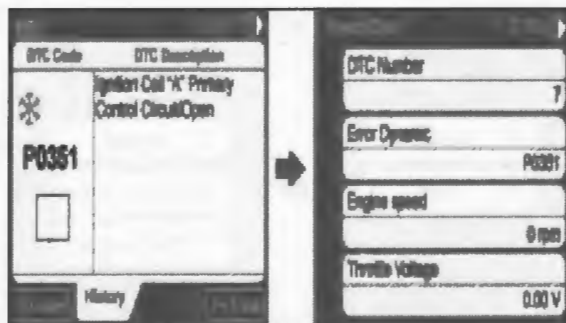 DTC Code DTC Description
Ignition Coil "A" Primary
Control Circuit/Open
P0351
History
DTC Number
7
Error Dynamic
P0351
Engine speed
0 rpm
Throttle Voltage
0.00 V